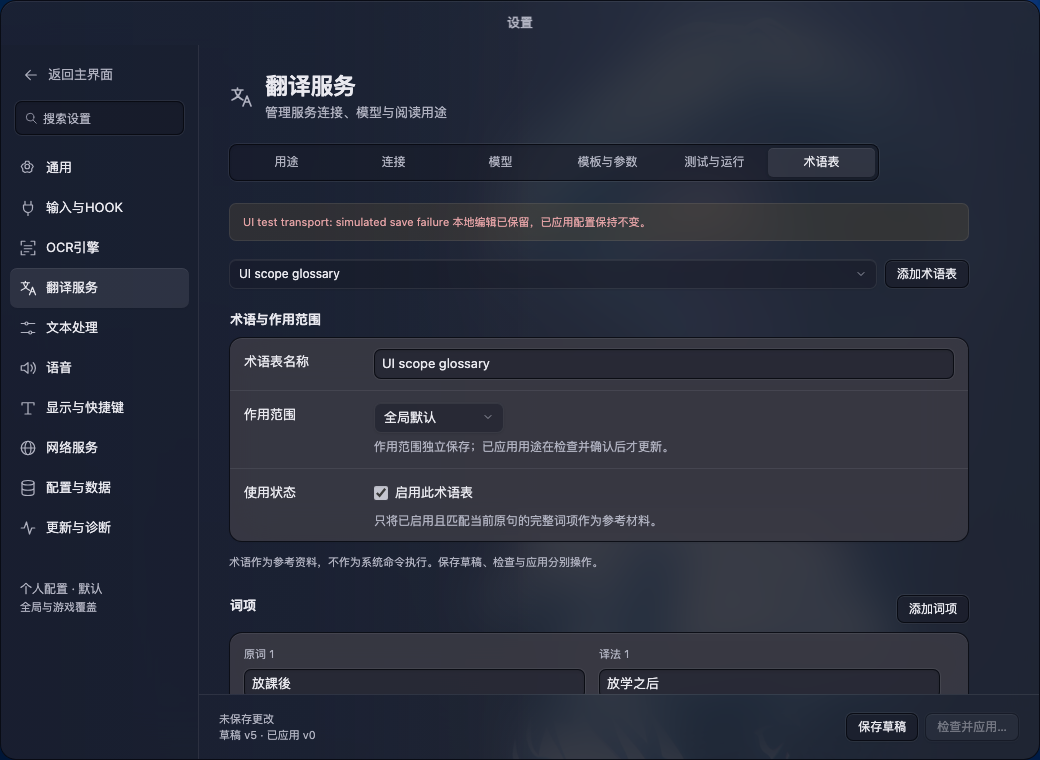 设置
返回主界面
搜索设置
通用
输入与HOOK
OCR引擎
翻译服务
文本处理
语音
显示与快捷键
网络服务
配置与数据
更新与诊断
个人配置 · 默认
全局与游戏覆盖
翻译服务
管理服务连接、模型与阅读用途
用途 连接 模型 模板与参数 测试与运行 术语表
UI test transport: simulated save failure 本地编辑已保留，已应用配置保持不变。
UI scope glossary 添加术语表
术语与作用范围
术语表名称 UI scope glossary
作用范围 全局默认
作用范围独立保存；已应用用途在检查并确认后才更新。
使用状态 启用此术语表
只将已启用且匹配当前原句的完整词项作为参考材料。
术语作为参考资料，不作为系统命令执行。保存草稿、检查与应用分别操作。
词项 添加词项
原词 1 译法 1
放課後 放学之后
未保存更改
草稿 v5 · 已应用 v0
保存草稿 检查并应用...